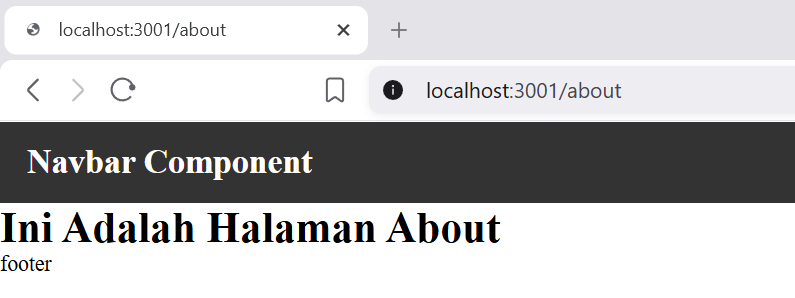 localhost:3001/about
localhost:3001/about
Navbar Component
Ini Adalah Halaman About
footer